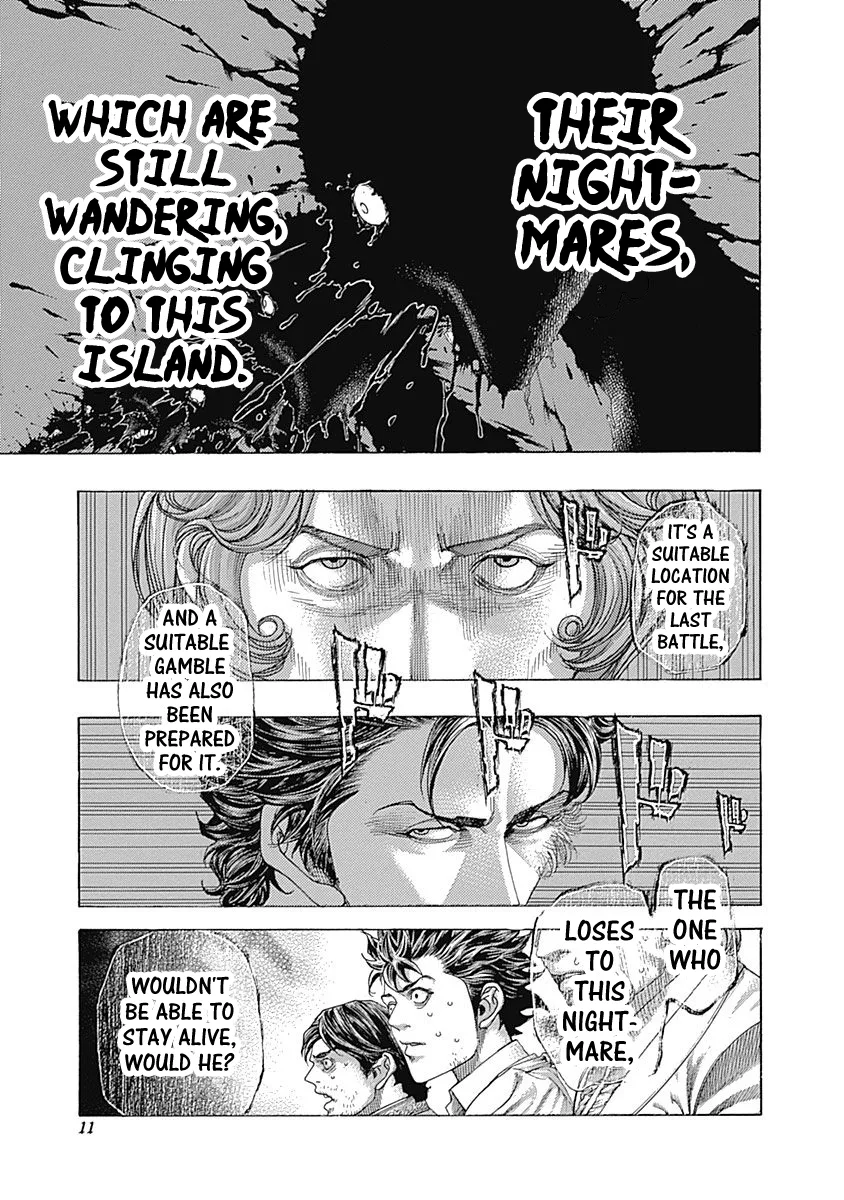 THEIR
NIGHT-
MARES,
WHICH ARE
STILL
WANDERING,
CLINGING
TO THIS
ISLAND.
IT'S A
SUITABLE
LOCATION
FOR THE
LAST
BATTLE,
AND A
SUITABLE
GAMBLE
HAS ALSO
BEEN
PREPARED
FOR IT.
THE
ONE
WHO
LOSES
TO
THIS
NIGHT-
MARE,
WOULDN'T
BE ABLE TO
STAY ALIVE,
WOULD HE?
11